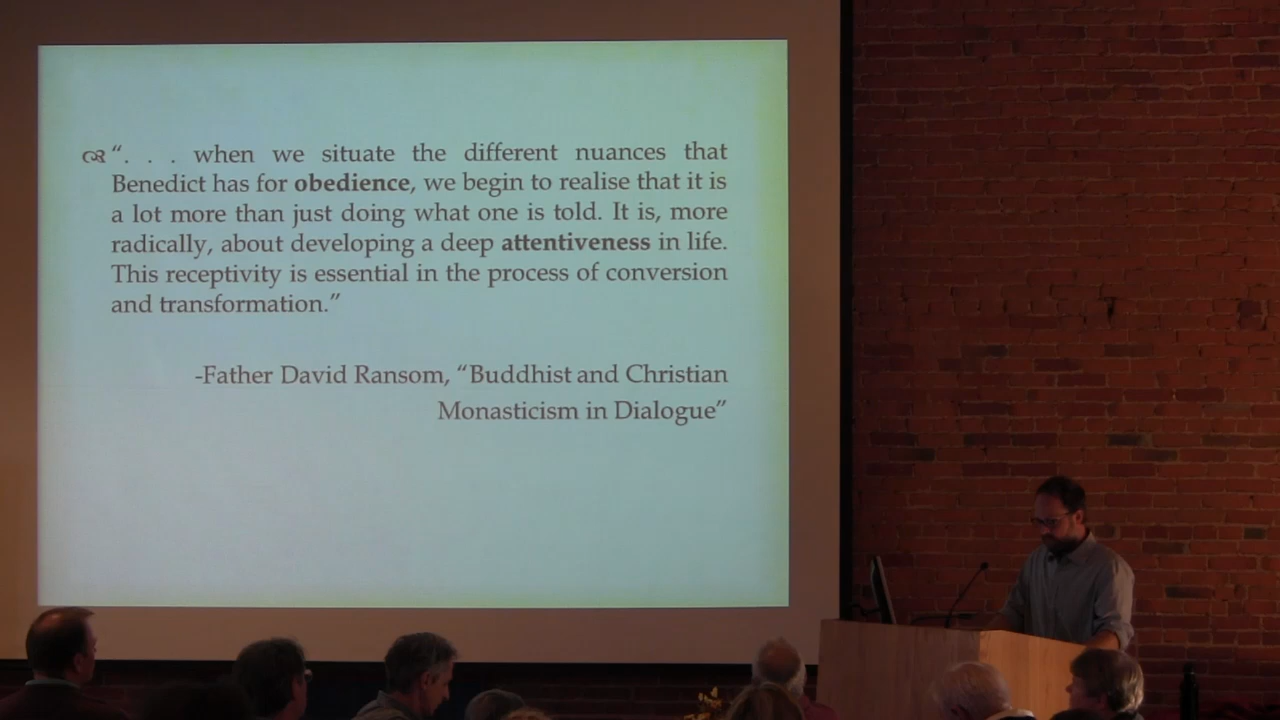 “. . . when we situate the different nuances that
Benedict has for obedience, we begin to realise that it is
a lot more than just doing what one is told. It is, more
radically, about developing a deep attentiveness in life.
This receptivity is essential in the process of conversion
and transformation.”
-Father David Ransom, “Buddhist and Christian
Monasticism in Dialogue”